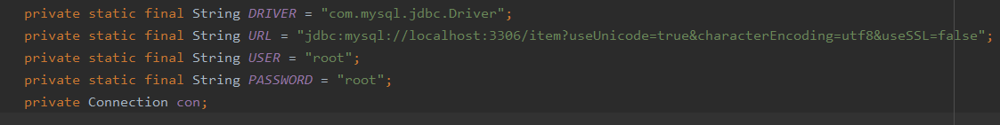 private static final String DRIVER = "com.mysql.jdbc.Driver";
private static final String URL = "jdbc:mysql://localhost:3306/item?useUnicode=true&characterEncoding=utf8&useSSL=false";
private static final String USER = "root";
private static final String PASSWORD = "root";
private Connection con;